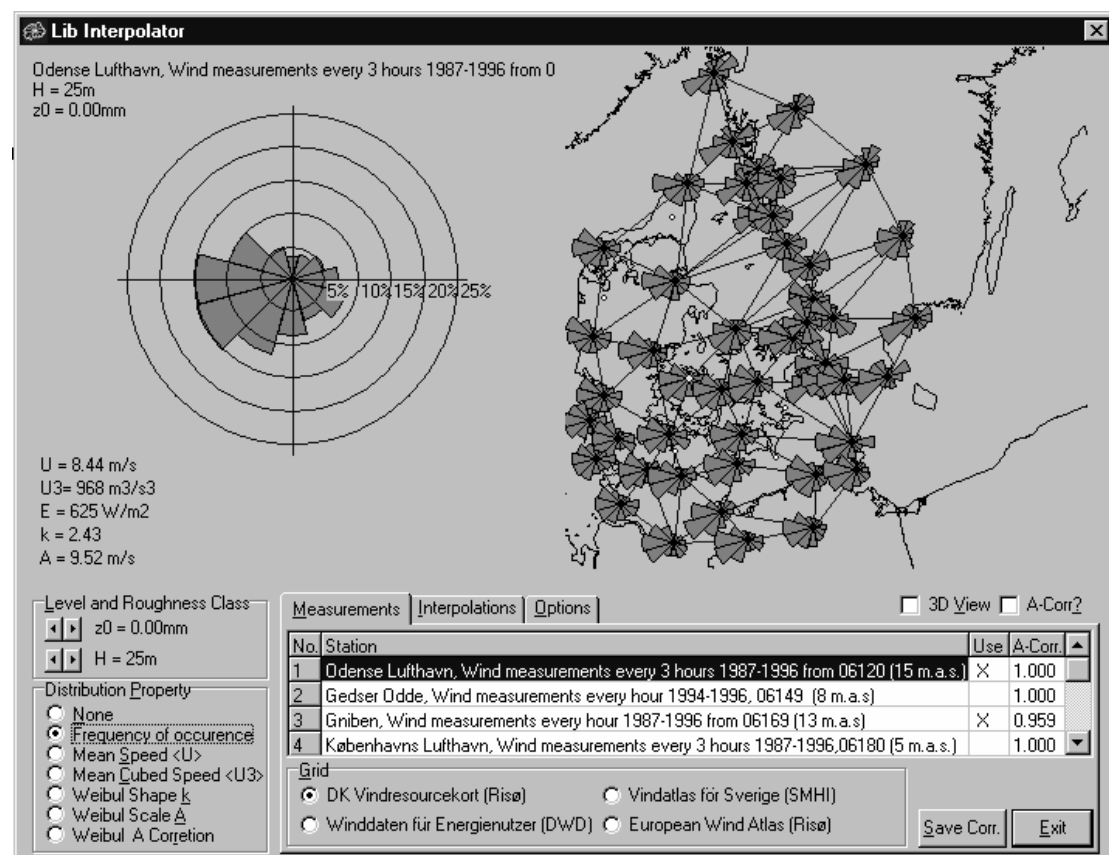 Lib Interpolator
Odense Lufthavn, Wind measurements every 3 hours 1987-1996 from 0
H = 25m
z0 = 0.00mm
5% 10% 15% 20% 25%
U = 8.44 m/s
U3= 968 m3/s3
E = 625 W/m2
k = 2.43
A = 9.52 m/s
Level and Roughness Class
z0 = 0.00mm
H = 25m
Distribution Property
None
Frequency of occurence
Mean Speed <U>
Mean Cubed Speed <U3>
Weibul Shape k
Weibul Scale A
Weibul A Corretion
Measurements Interpolations Options
3D View A-Corr?
No. Station Use A-Corr.
1 Odense Lufthavn, Wind measurements every 3 hours 1987-1996 from 06120 (15 m.a.s.) X 1.000
2 Gedser Odde, Wind measurements every hour 1994-1996, 06149 (8 m.a.s) 1.000
3 Gniben, Wind measurements every hour 1987-1996 from 06169 (13 m.a.s) X 0.959
4 Københavns Lufthavn, Wind measurements every 3 hours 1987-1996,06180 (5 m.a.s.) 1.000
Grid
DK Vindresourcekort (Risø) Vindatlas för Sverige (SMHI)
Winddaten für Energienutzer (DWD) European Wind Atlas (Risø)
Save Corr. Exit